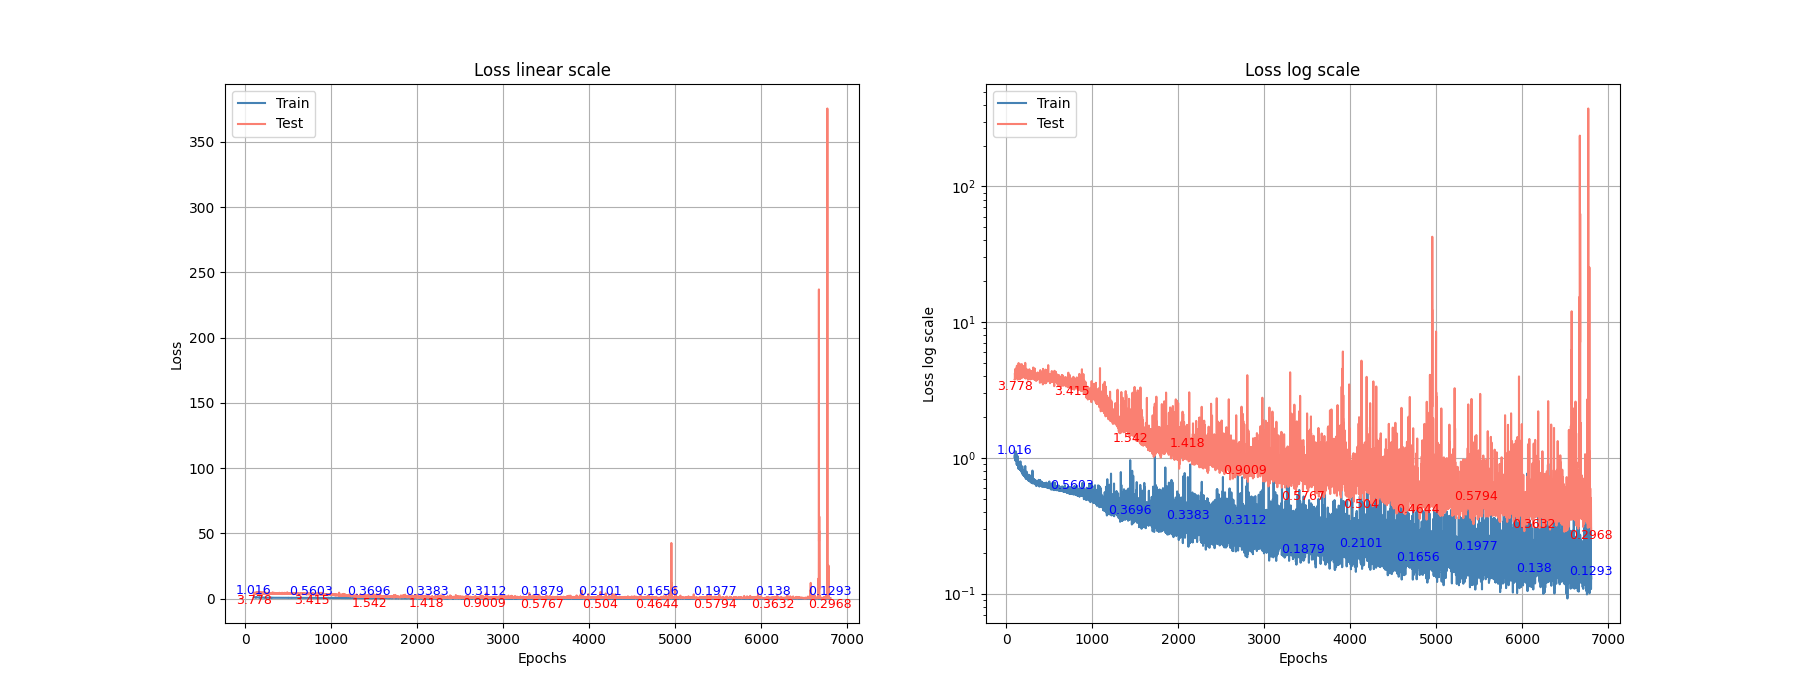 Loss linear scale
Train
Test
350
300
250
200
150
100
50
0
Loss
1.016 0.5603 0.3696 0.3383 0.3112 0.1879 0.2101 0.1656 0.1977 0.138 0.1293
3.778 3.415 1.542 1.418 0.9009 0.5767 0.504 0.4644 0.5794 0.3632 0.2968
0 1000 2000 3000 4000 5000 6000 7000
Epochs
Loss log scale
Train
Test
10²
10¹
10⁰
10⁻¹
Loss log scale
3.778 3.415 1.542 1.418 0.9009 0.5767 0.504 0.4644 0.5794 0.3632 0.2968
1.016 0.5603 0.3696 0.3383 0.3112 0.1879 0.2101 0.1656 0.1977 0.138 0.1293
0 1000 2000 3000 4000 5000 6000 7000
Epochs